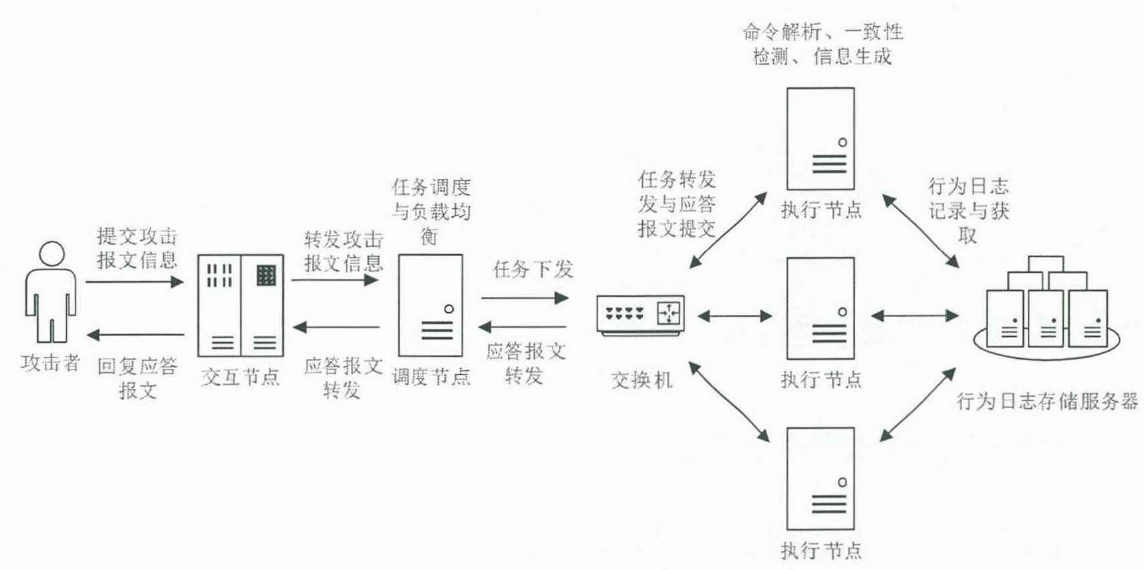 命令解析、一致性
检测、信息生成
任务转发
发与应答
报文提交
执行节点
行为日志
记录与获
取
任务调度
与负载均
衡
提交攻击
报文信息
转发攻击
报文信息
任务下发
攻击者
回复应答
报文
交互节点
应答报文
转发
调度节点
应答报文
转发
交换机
执行节点
行为日志存储服务器
执行节点